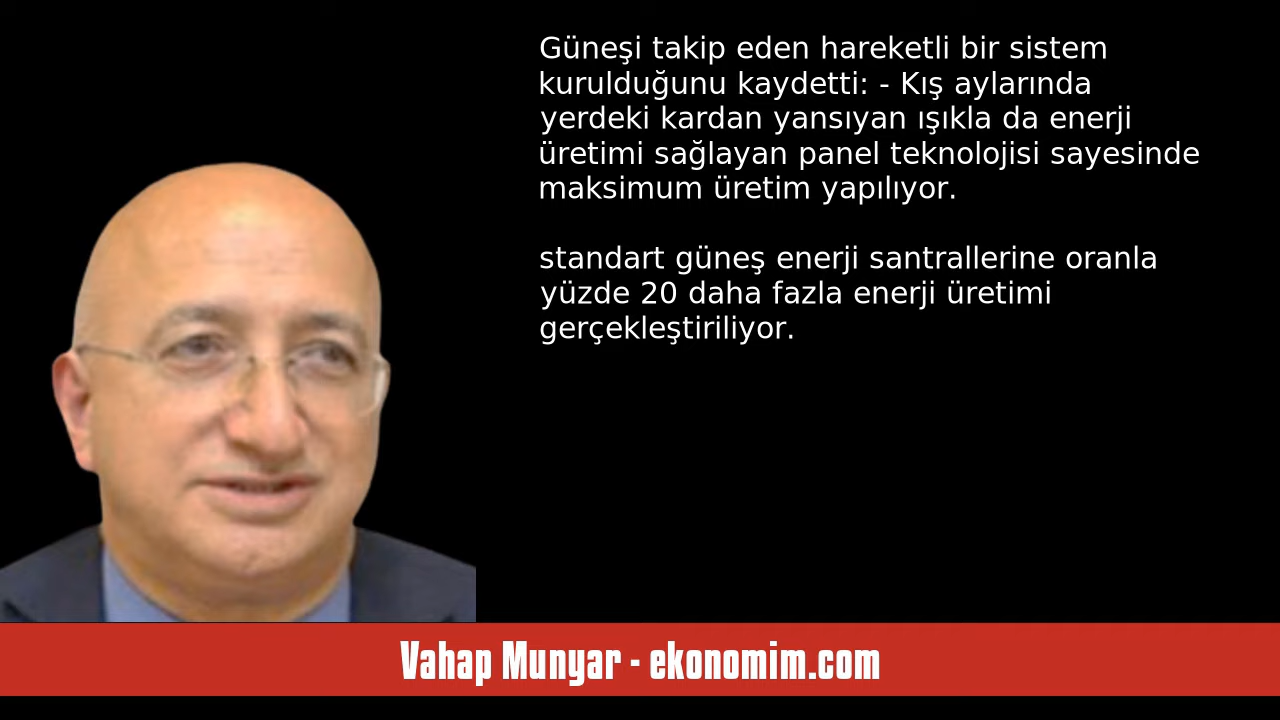 Güneşi takip eden hareketli bir sistem
kurulduğunu kaydetti: - Kış aylarında
yerdeki kardan yansıyan ışıkla da enerji
üretimi sağlayan panel teknolojisi sayesinde
maksimum üretim yapılıyor.
standart güneş enerji santrallerine oranla
yüzde 20 daha fazla enerji üretimi
gerçekleştiriliyor.
Vahap Munyar - ekonomim.com